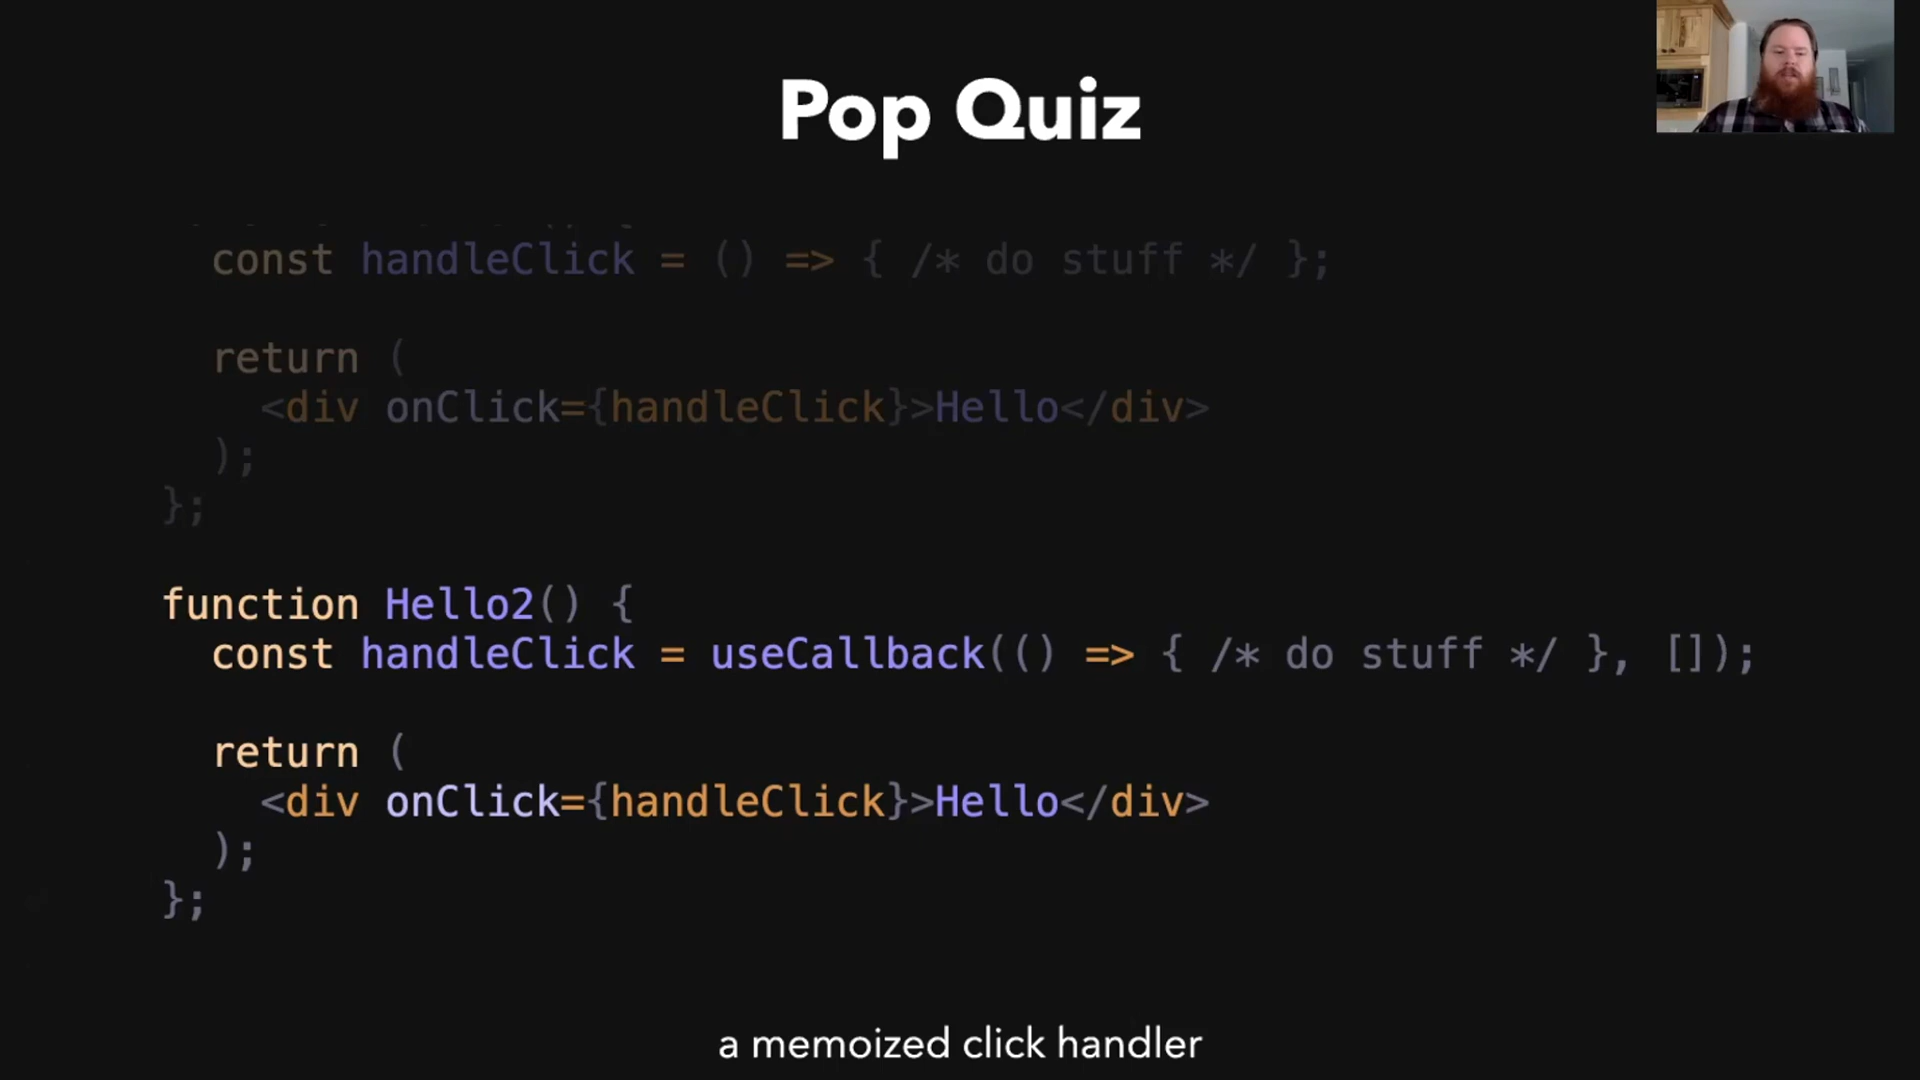 Pop Quiz
const handleClick = () => { /* do stuff */ };
return (
<div onClick={handleClick}>Hello</div>
);
};
function Hello2() {
const handleClick = useCallback(() => { /* do stuff */ }, []);
return (
<div onClick={handleClick}>Hello</div>
);
};
a memoized click handler